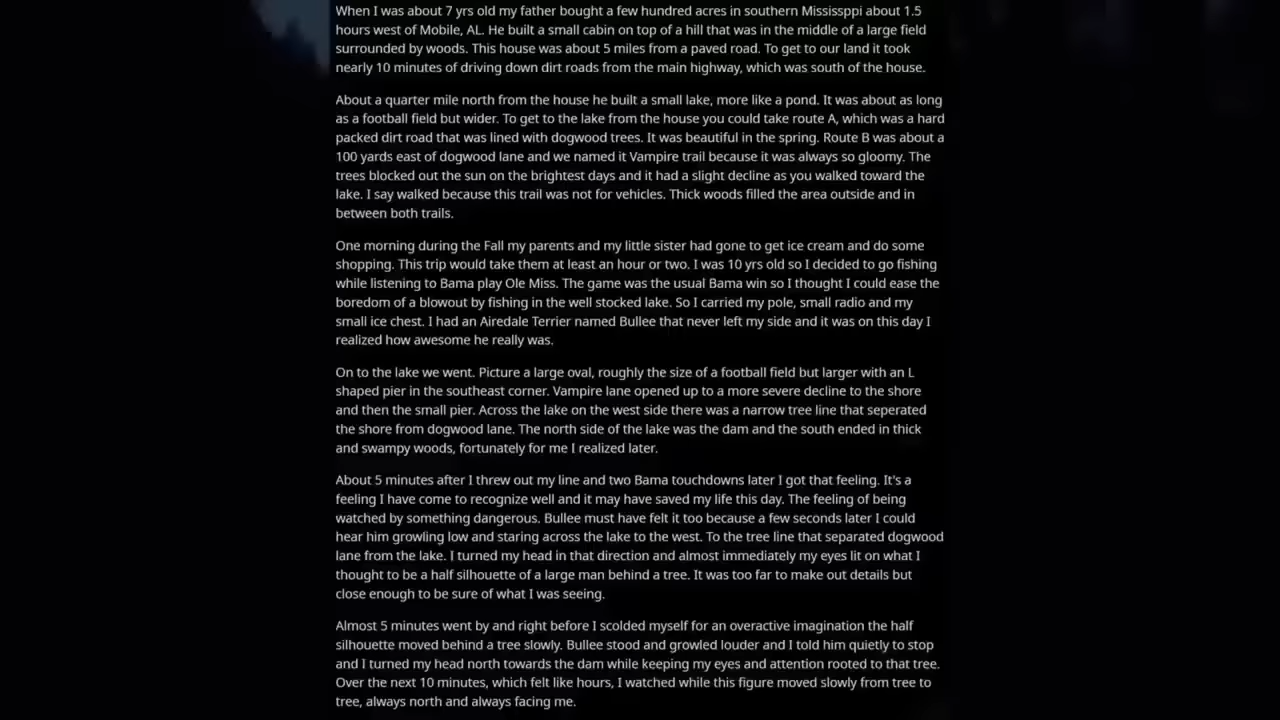 When I was about 7 yrs old my father bought a few hundred acres in southern Mississppi about 1.5
hours west of Mobile, AL. He built a small cabin on top of a hill that was in the middle of a large field
surrounded by woods. This house was about 5 miles from a paved road. To get to our land it took
nearly 10 minutes of driving down dirt roads from the main highway, which was south of the house.
About a quarter mile north from the house he built a small lake, more like a pond. It was about as long
as a football field but wider. To get to the lake from the house you could take route A, which was a hard
packed dirt road that was lined with dogwood trees. It was beautiful in the spring. Route B was about a
100 yards east of dogwood lane and we named it Vampire trail because it was always so gloomy. The
trees blocked out the sun on the brightest days and it had a slight decline as you walked toward the
lake. I say walked because this trail was not for vehicles. Thick woods filled the area outside and in
between both trails.
One morning during the Fall my parents and my little sister had gone to get ice cream and do some
shopping. This trip would take them at least an hour or two. I was 10 yrs old so I decided to go fishing
while listening to Bama play Ole Miss. The game was the usual Bama win so I thought I could ease the
boredom of a blowout by fishing in the well stocked lake. So I carried my pole, small radio and my
small ice chest. I had an Airedale Terrier named Bullee that never left my side and it was on this day I
realized how awesome he really was.
On to the lake we went. Picture a large oval, roughly the size of a football field but larger with an L
shaped pier in the southeast corner. Vampire lane opened up to a more severe decline to the shore
and then the small pier. Across the lake on the west side there was a narrow tree line that seperated
the shore from dogwood lane. The north side of the lake was the dam and the south ended in thick
and swampy woods, fortunately for me I realized later.
About 5 minutes after I threw out my line and two Bama touchdowns later I got that feeling. It's a
feeling I have come to recognize well and it may have saved my life this day. The feeling of being
watched by something dangerous. Bullee must have felt it too because a few seconds later I could
hear him growling low and staring across the lake to the west. To the tree line that separated dogwood
lane from the lake. I turned my head in that direction and almost immediately my eyes lit on what I
thought to be a half silhouette of a large man behind a tree. It was too far to make out details but
close enough to be sure of what I was seeing.
Almost 5 minutes went by and right before I scolded myself for an overactive imagination the half
silhouette moved behind a tree slowly. Bullee stood and growled louder and I told him quietly to stop
and I turned my head north towards the dam while keeping my eyes and attention rooted to that tree.
Over the next 10 minutes, which felt like hours, I watched while this figure moved slowly from tree to
tree, always north and always facing me.